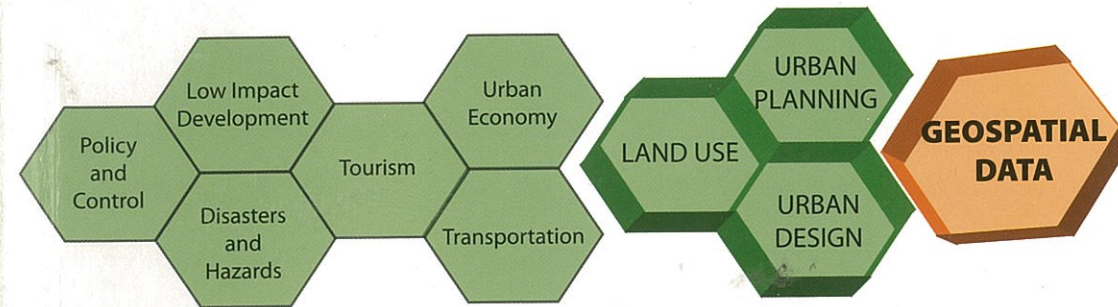 Policy
and
Control
Low Impact
Development
Disasters
and
Hazards
Tourism
Urban
Economy
Transportation
LAND USE
URBAN
PLANNING
URBAN
DESIGN
GEOSPATIAL
DATA